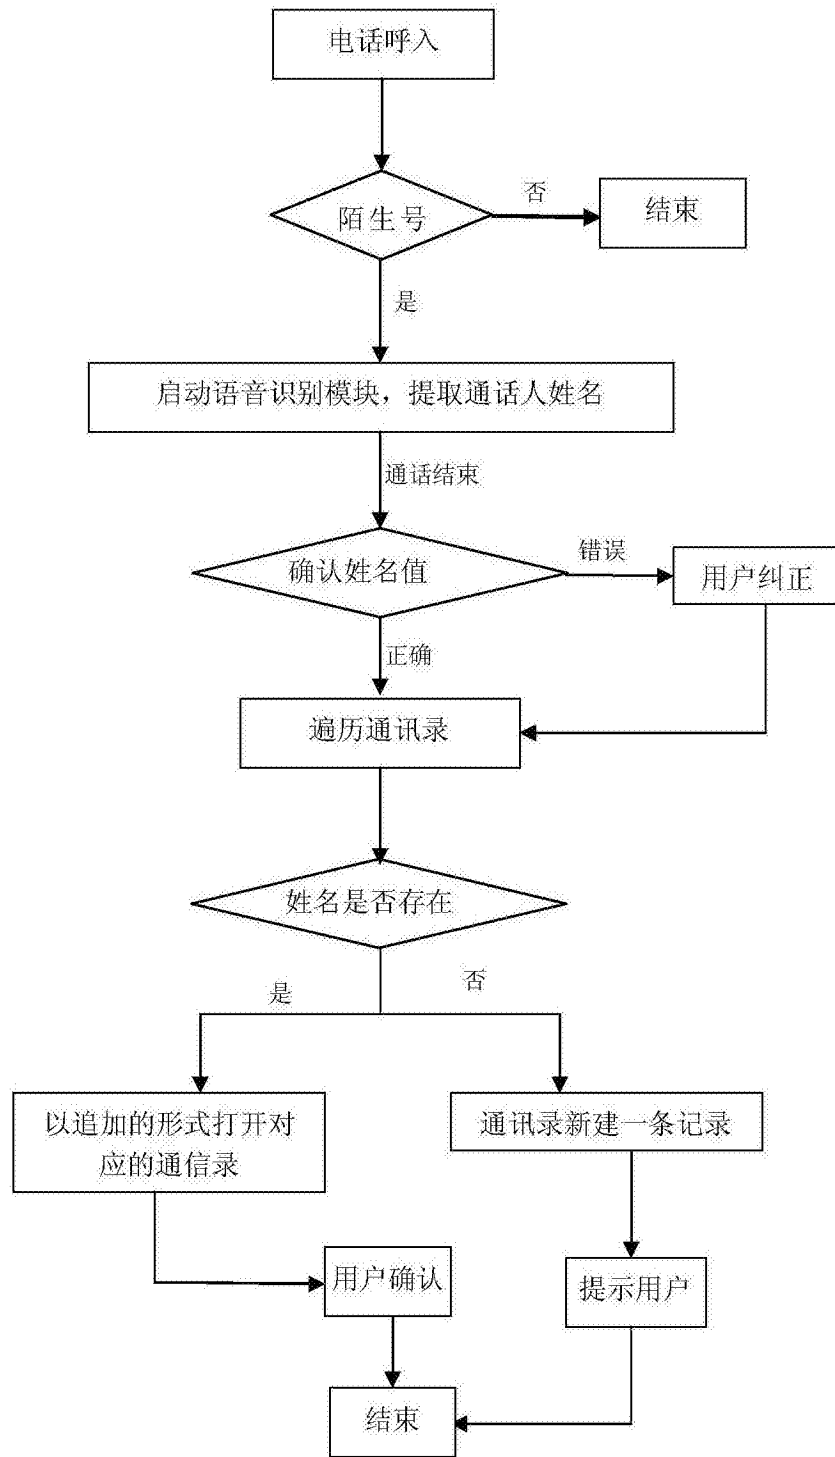 电话呼入
陌生号
否
结束
是
启动语音识别模块，提取通话人姓名
通话结束
确认姓名值
错误
用户纠正
正确
遍历通讯录
姓名是否存在
是
否
以追加的形式打开对
应的通信录
通讯录新建一条记录
用户确认
提示用户
结束